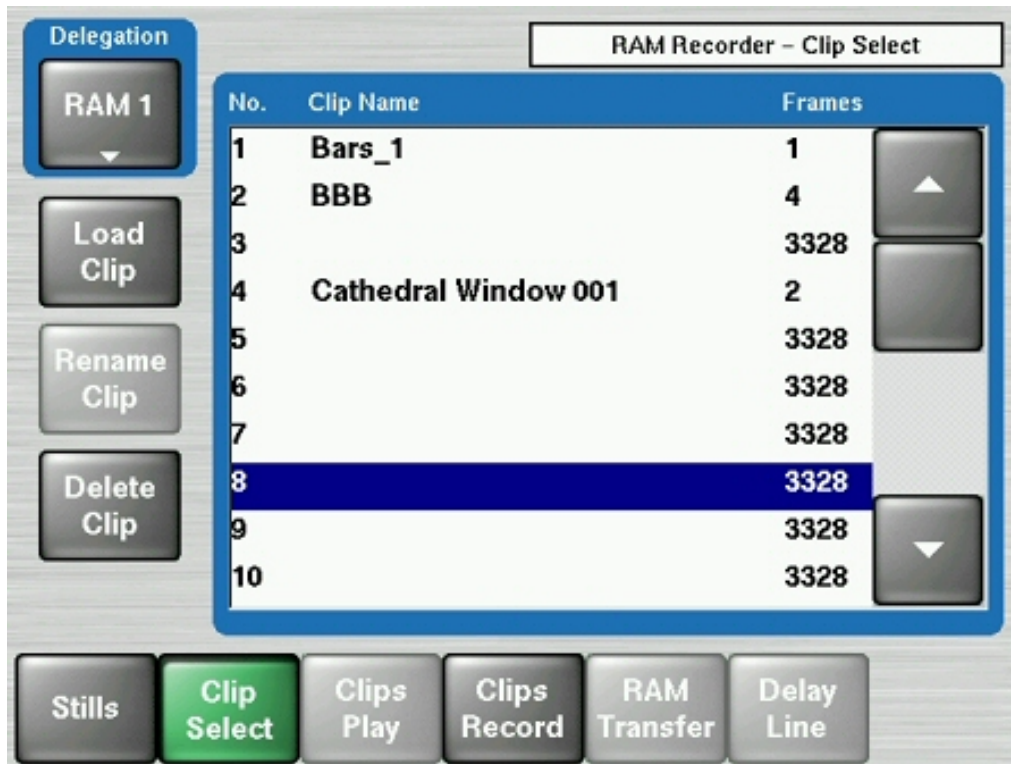 Delegation
RAM Recorder – Clip Select
RAM 1
No. Clip Name Frames
1 Bars_1 1
2 BBB 4
3 3328
4 Cathedral Window 001 2
5 3328
6 3328
7 3328
8 3328
9 3328
10 3328
Load
Clip
Rename
Clip
Delete
Clip
Stills
Clip
Select
Clips
Play
Clips
Record
RAM
Transfer
Delay
Line